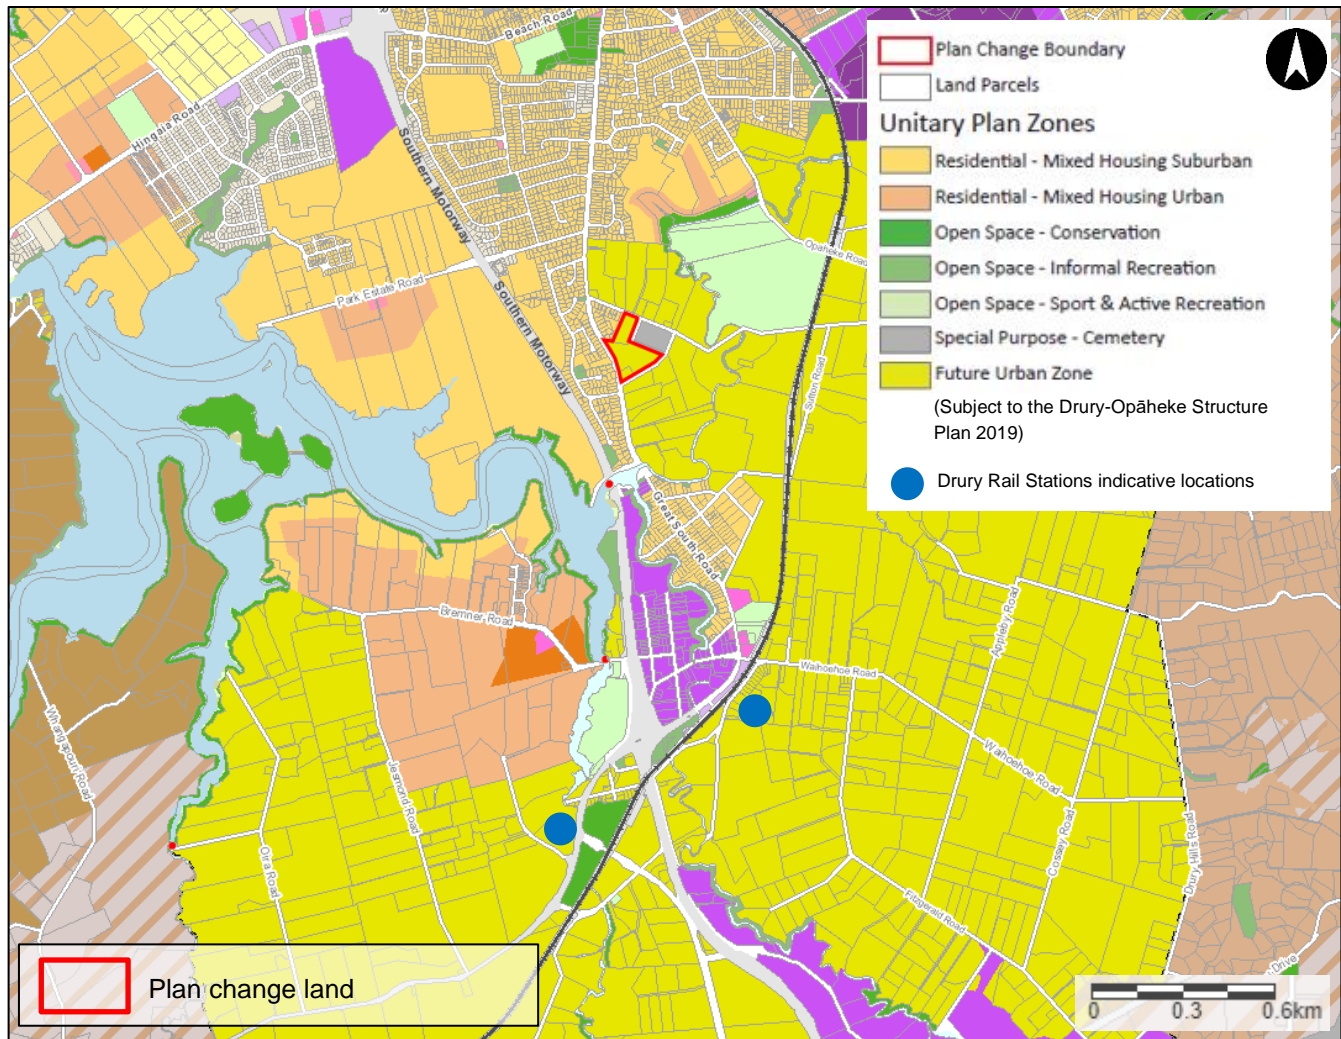 Beach Road
Hingaia Road
Southern Motorway
Southern Motorway
Park Estate Road
Opaheke Road
Sutton Road
Great South Road
Bremner Road
Appleby Road
Waihoehoe Road
Waihoehoe Road
Whangapouri Road
Jesmond Road
Oira Road
Cossey Road
Drury Hills Road
Fitzgerald Road
Drive
Plan Change Boundary
Land Parcels
Unitary Plan Zones
Residential - Mixed Housing Suburban
Residential - Mixed Housing Urban
Open Space - Conservation
Open Space - Informal Recreation
Open Space - Sport & Active Recreation
Special Purpose - Cemetery
Future Urban Zone
(Subject to the Drury-Opāheke Structure
Plan 2019)
Drury Rail Stations indicative locations
Plan change land
0 0.3 0.6km